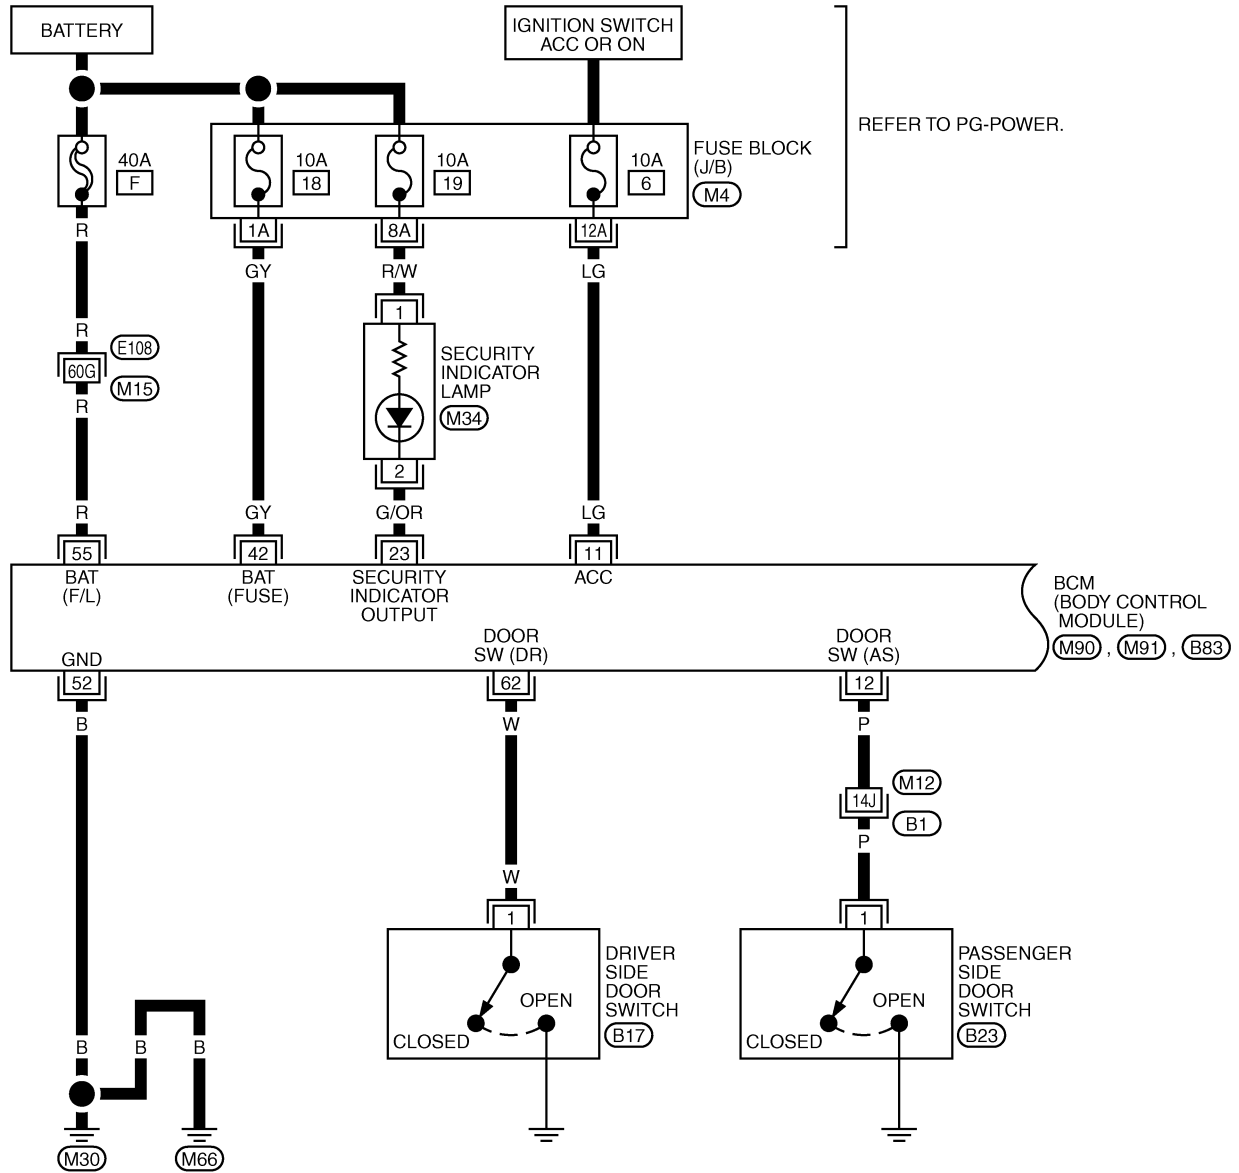 BATTERY
IGNITION SWITCH
ACC OR ON
REFER TO PG-POWER.
40A
F
10A
18
10A
19
10A
6
FUSE BLOCK
(J/B)
M4
R
1A
8A
12A
GY
R/W
LG
1
R
E108
60G
M15
R
SECURITY
INDICATOR
LAMP
M34
2
R
GY
G/OR
LG
55
42
23
11
BAT
(F/L)
BAT
(FUSE)
SECURITY
INDICATOR
OUTPUT
ACC
BCM
(BODY CONTROL
MODULE)
M90 , M91 , B83
GND
DOOR
SW (DR)
DOOR
SW (AS)
52
62
12
B
W
P
M12
14J
B1
P
W
1
1
DRIVER
SIDE
DOOR
SWITCH
B17
OPEN
CLOSED
PASSENGER
SIDE
DOOR
SWITCH
B23
OPEN
CLOSED
B
B
B
M30
M66